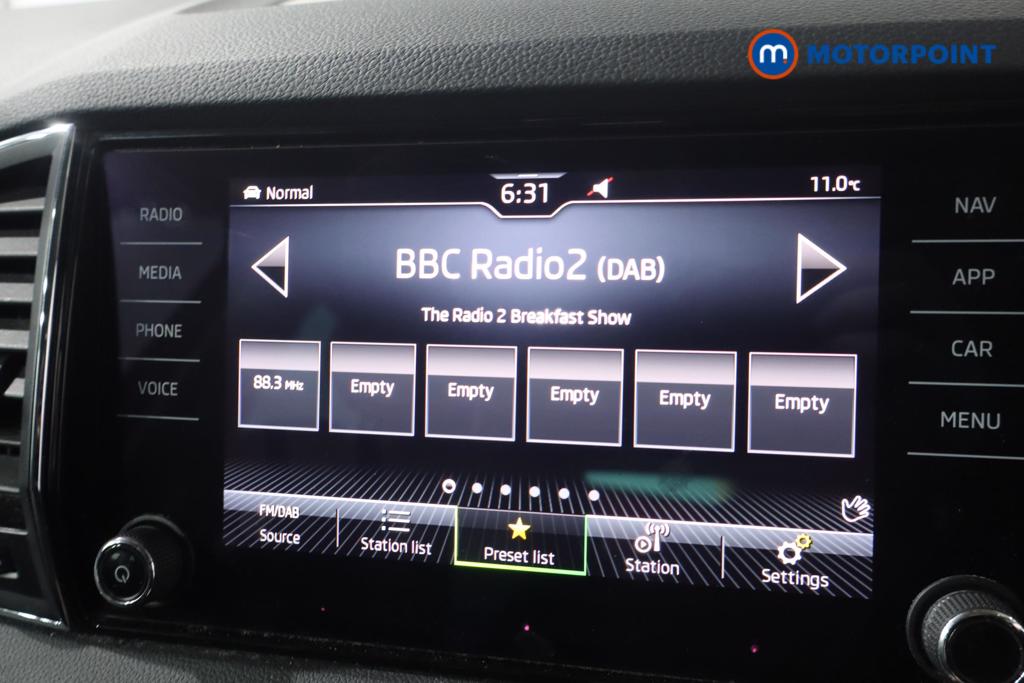 m MOTORPOINT
Normal 6:31 11.0°C
RADIO
MEDIA
PHONE
VOICE
NAV
APP
CAR
MENU
BBC Radio2 (DAB)
The Radio 2 Breakfast Show
88.3 MHz Empty Empty Empty Empty Empty
FM/DAB
Source Station list Preset list Station Settings